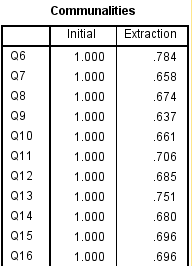 Communalities
Initial Extraction
Q6 1.000 .784
Q7 1.000 .658
Q8 1.000 .674
Q9 1.000 .637
Q10 1.000 .661
Q11 1.000 .706
Q12 1.000 .685
Q13 1.000 .751
Q14 1.000 .680
Q15 1.000 .696
Q16 1.000 .696